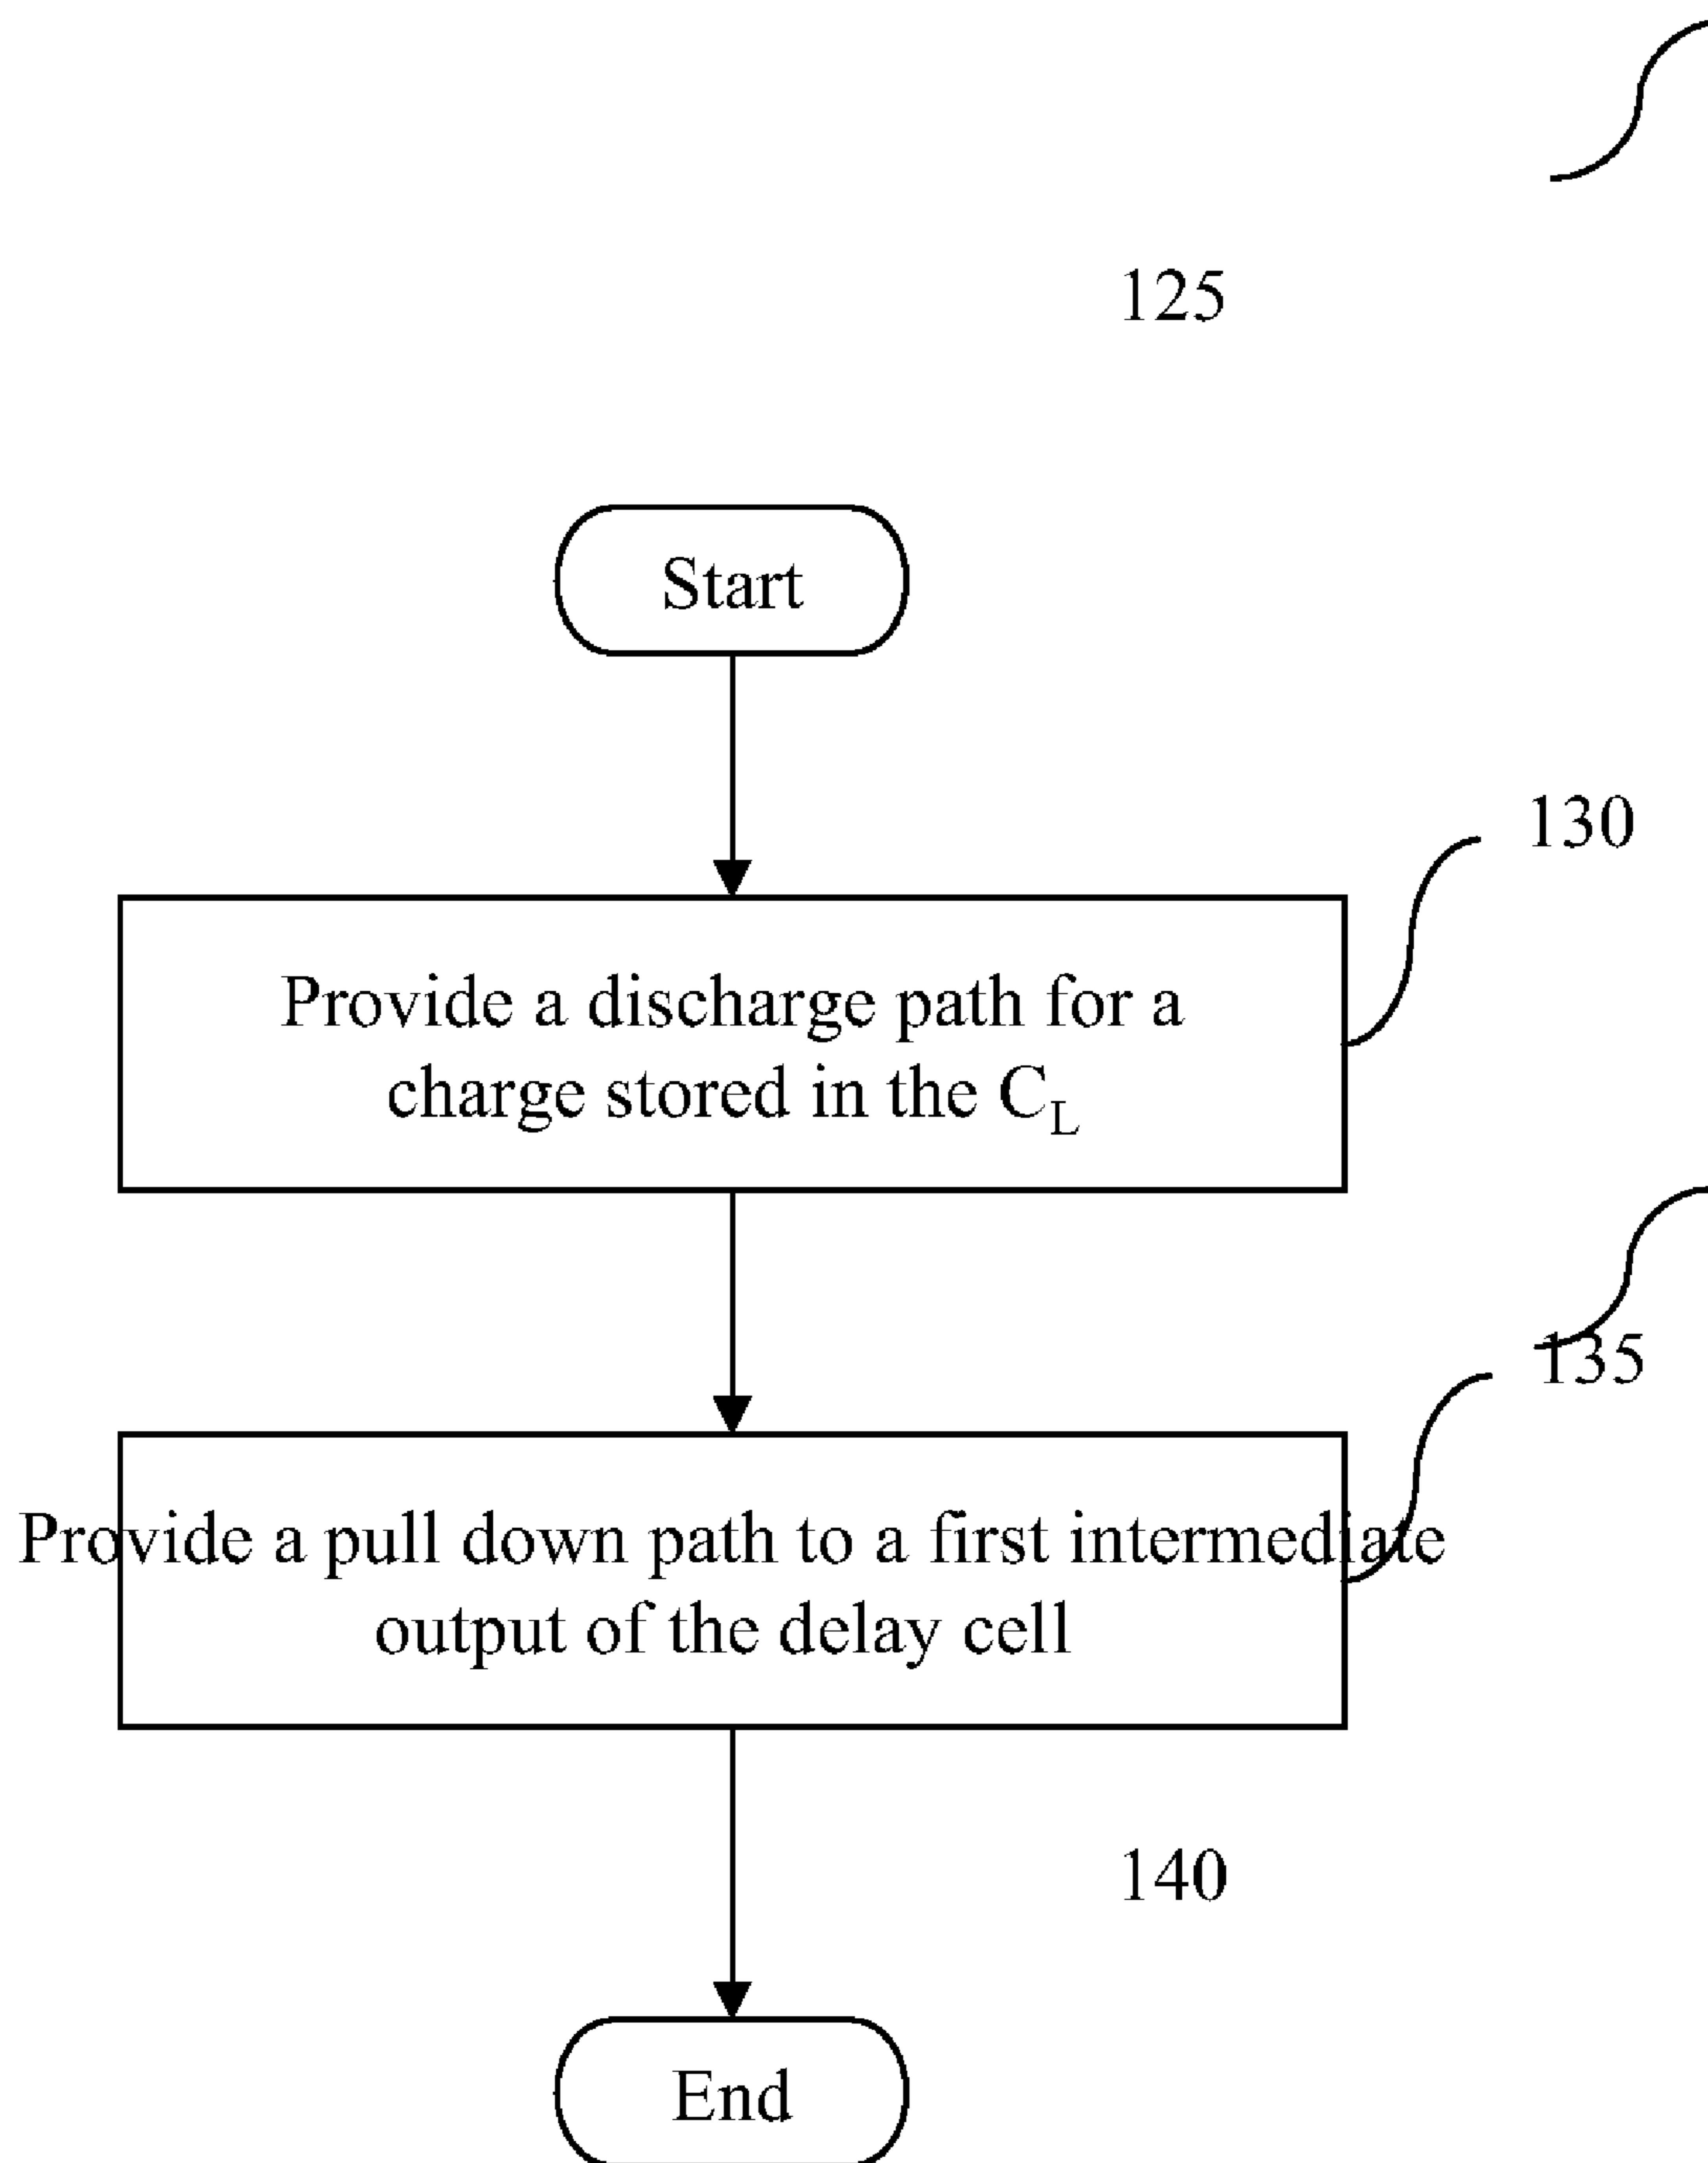 125
Start
130
Provide a discharge path for a
charge stored in the C_L
135
Provide a pull down path to a first intermediate
output of the delay cell
140
End